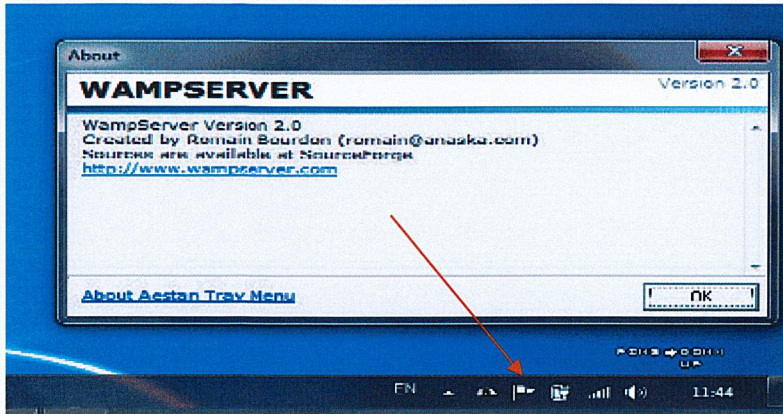 About
WAMPSERVER
Version 2.0
WampServer Version 2.0
Created by Romain Bourdon (romain@anaska.com)
Sources are available at SourceForge
http://www.wampserver.com
About Aestan Tray Menu
OK
EN
11:44